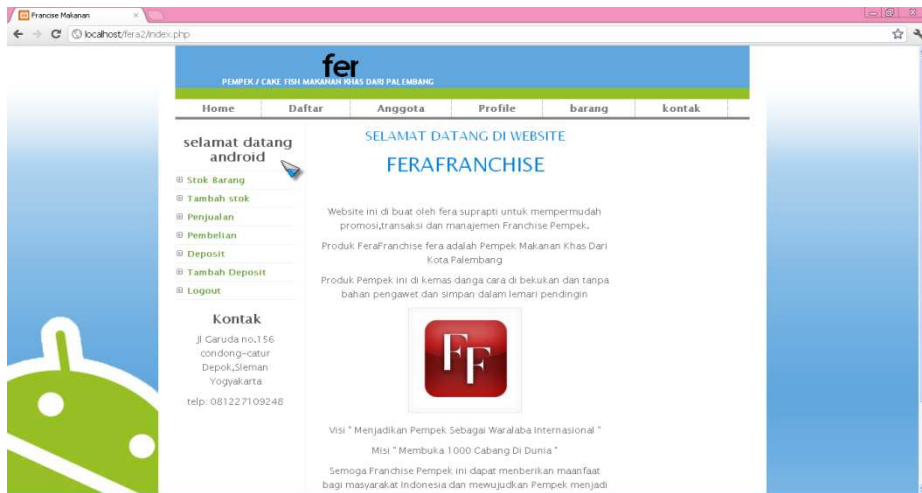 Francise Makanan
localhost/fera2/index.php
fer
PEMPEK / CAKE FISH MAKANAN KHAS DARI PALEMBANG
Home Daftar Anggota Profile barang kontak
selamat datang
android
Stok Barang
Tambah stok
Penjualan
Pembelian
Deposit
Tambah Deposit
Logout
Kontak
Jl Garuda no.156
condong-catur
Depok,Sleman
Yogyakarta
telp: 081227109248
SELAMAT DATANG DI WEBSITE
FERAFRANCHISE
Website ini di buat oleh fera suprapti untuk mempermudah
promosi,transaksi dan manajemen Franchise Pempek.
Produk FeraFranchise fera adalah Pempek Makanan Khas Dari
Kota Palembang
Produk Pempek ini di kemas danga cara di bekukan dan tanpa
bahan pengawet dan simpan dalam lemari pendingin
FF
Visi " Menjadikan Pempek Sebagai Waralaba Internasional "
Misi " Membuka 1000 Cabang Di Dunia "
Semoga Franchise Pempek ini dapat menberikan maanfaat
bagi masyarakat Indonesia dan mewujudkan Pempek menjadi